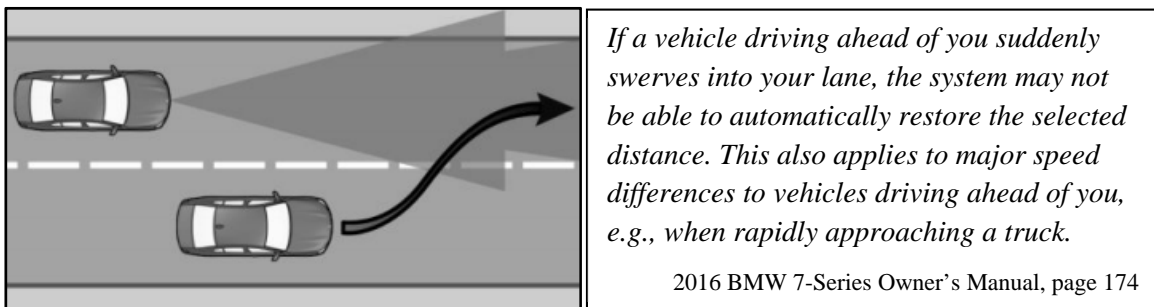 If a vehicle driving ahead of you suddenly
swerves into your lane, the system may not
be able to automatically restore the selected
distance. This also applies to major speed
differences to vehicles driving ahead of you,
e.g., when rapidly approaching a truck.
2016 BMW 7-Series Owner’s Manual, page 174